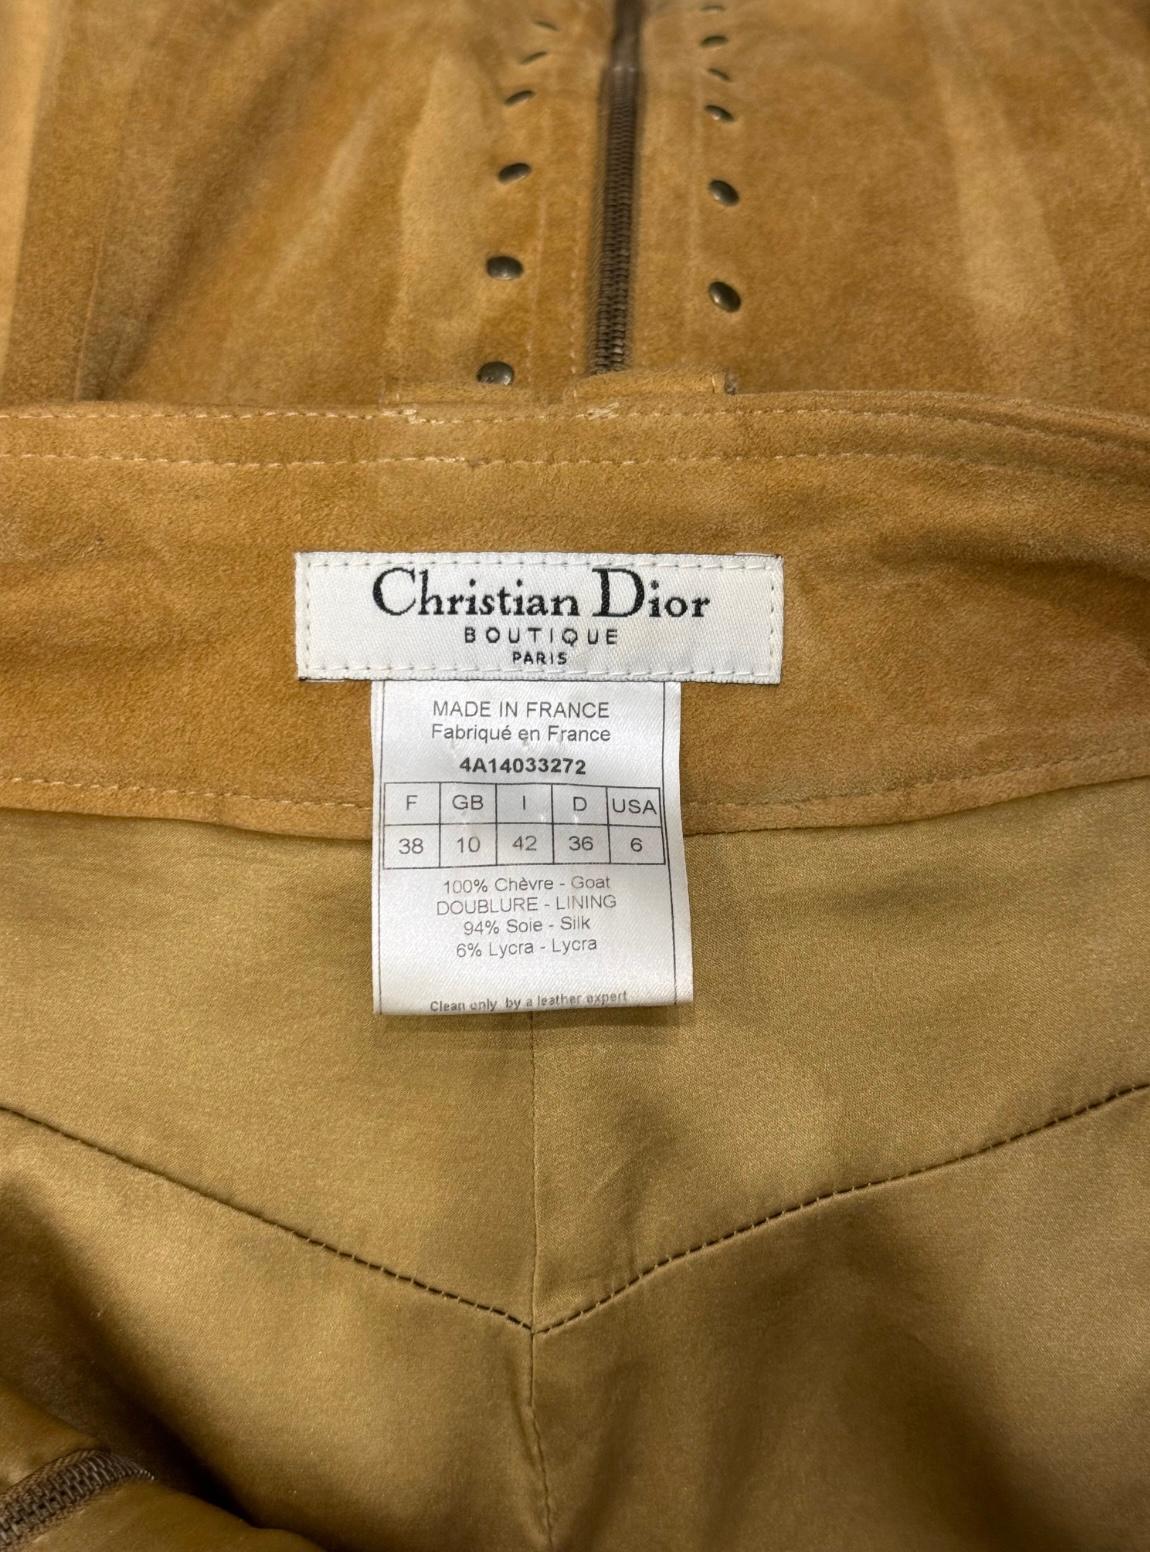 Christian Dior
BOUTIQUE
PARIS
MADE IN FRANCE
Fabriqué en France
4A14033272
F GB I D USA
38 10 42 36 6
100% Chèvre - Goat
DOUBLURE - LINING
94% Soie - Silk
6% Lycra - Lycra
Clean only by a leather expert